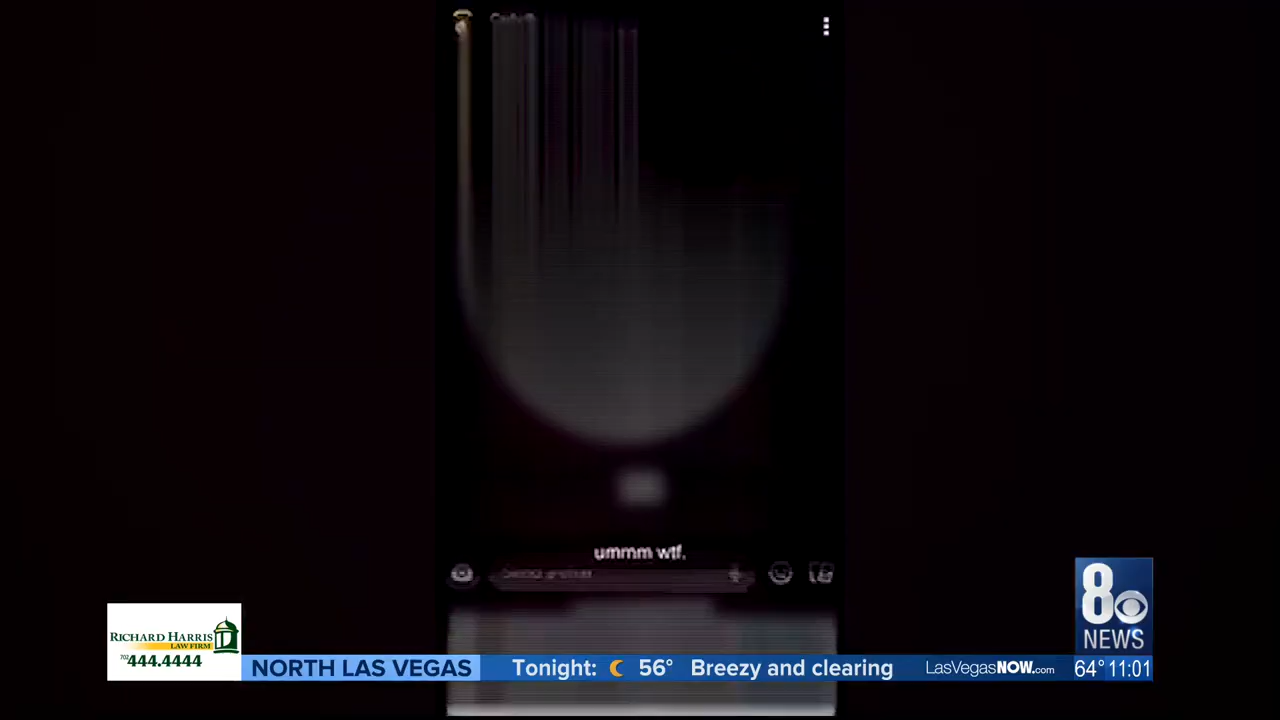 ummm wtf.
8
NEWS
RICHARD HARRIS
LAW FIRM
702 444.4444
NORTH LAS VEGAS
Tonight: 56° Breezy and clearing
LasVegasNOW.com
64° 11:01